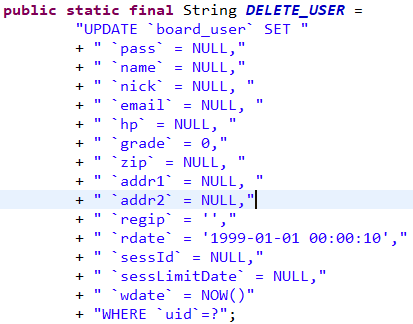 public static final String DELETE_USER =
"UPDATE `board_user` SET "
+ " `pass` = NULL,"
+ " `name` = NULL,"
+ " `nick` = NULL,"
+ " `email` = NULL, "
+ " `hp` = NULL, "
+ " `grade` = 0,"
+ " `zip` = NULL, "
+ " `addr1` = NULL, "
+ " `addr2` = NULL,"
+ " `regip` = '',"
+ " `rdate` = '1999-01-01 00:00:10',"
+ " `sessId` = NULL,"
+ " `sessLimitDate` = NULL,"
+ " `wdate` = NOW()"
+ "WHERE `uid`=?";